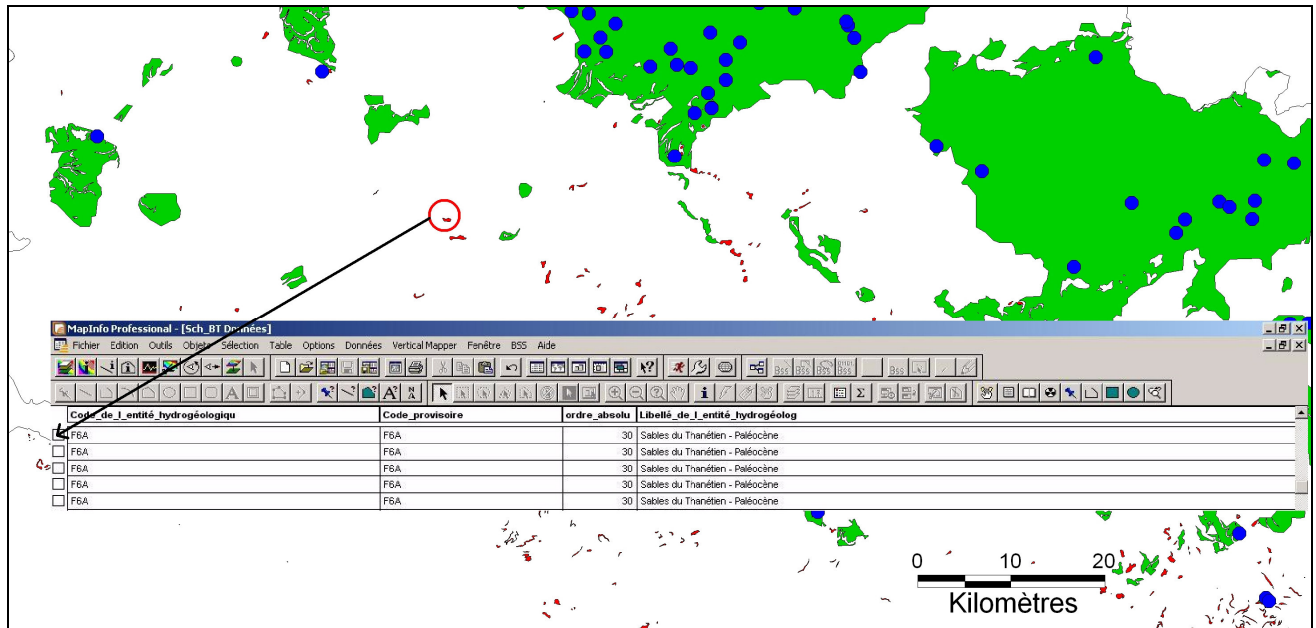 MapInfo Professional - [Sch_BT Données]
Fichier Edition Outils Objets Sélection Table Options Données Vertical Mapper Fenêtre BSS Aide
Code_de_l_entité_hydrogéologiqu Code_provisoire ordre_absolu Libellé_de_l_entité_hydrogéolog
F6A F6A 30 Sables du Thanétien - Paléocène
F6A F6A 30 Sables du Thanétien - Paléocène
F6A F6A 30 Sables du Thanétien - Paléocène
F6A F6A 30 Sables du Thanétien - Paléocène
F6A F6A 30 Sables du Thanétien - Paléocène
0 10 20
Kilomètres